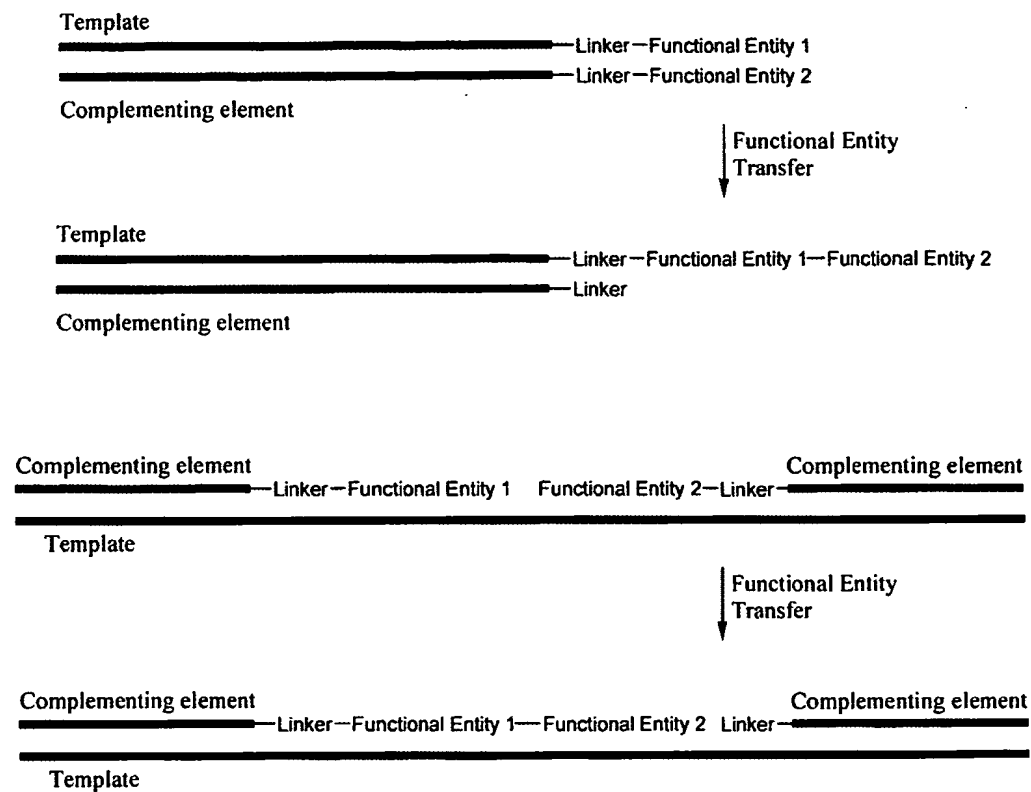 Template
Linker—Functional Entity 1
Linker—Functional Entity 2
Complementing element
Functional Entity
Transfer
Template
Linker—Functional Entity 1—Functional Entity 2
Linker
Complementing element
Complementing element Complementing element
Linker—Functional Entity 1 Functional Entity 2—Linker
Template
Functional Entity
Transfer
Complementing element Complementing element
Linker—Functional Entity 1—Functional Entity 2 Linker
Template